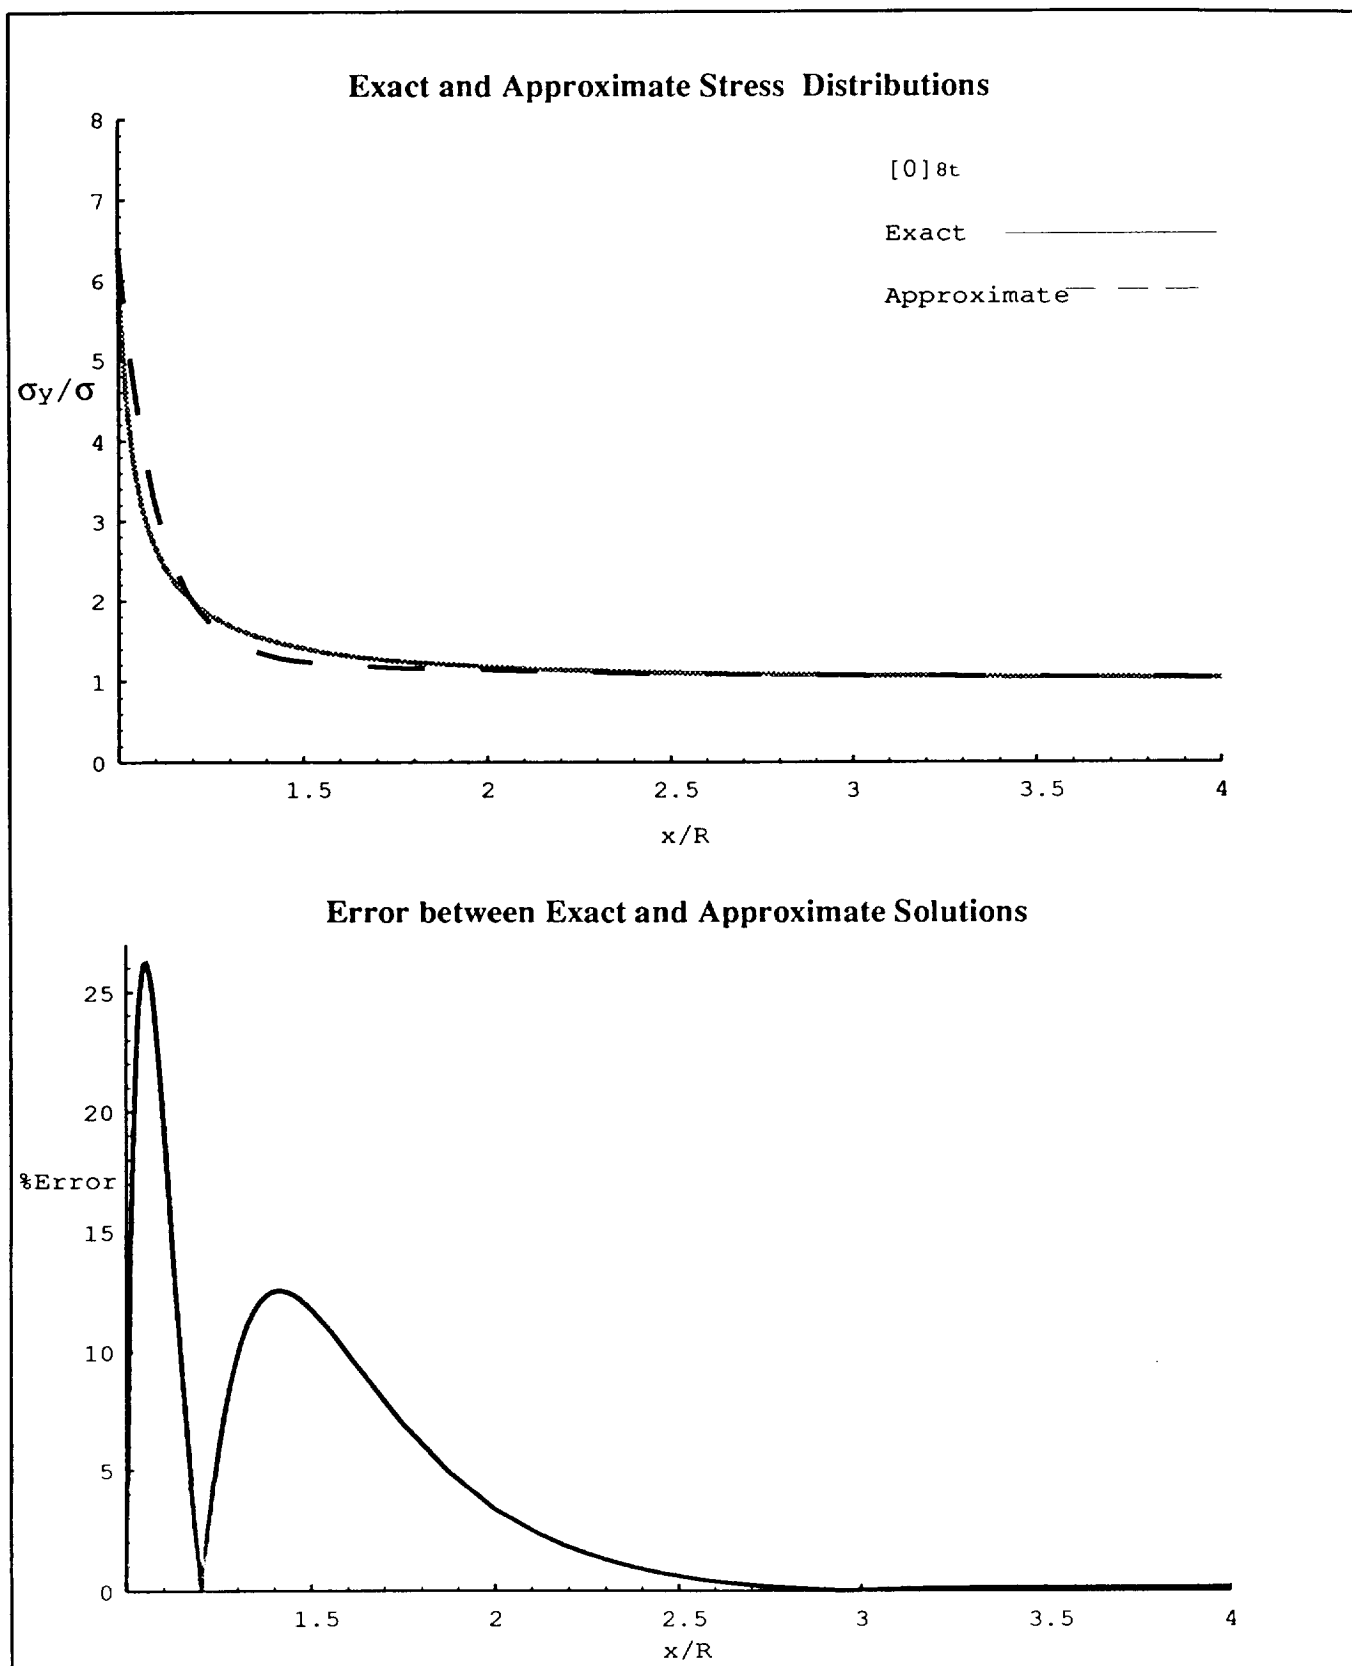 Exact and Approximate Stress Distributions
8
[0]8t
7
Exact
6
Approximate
5
σy/σ
4
3
2
1
0
1.5 2 2.5 3 3.5 4
x/R
Error between Exact and Approximate Solutions
25
20
%Error
15
10
5
0
1.5 2 2.5 3 3.5 4
x/R